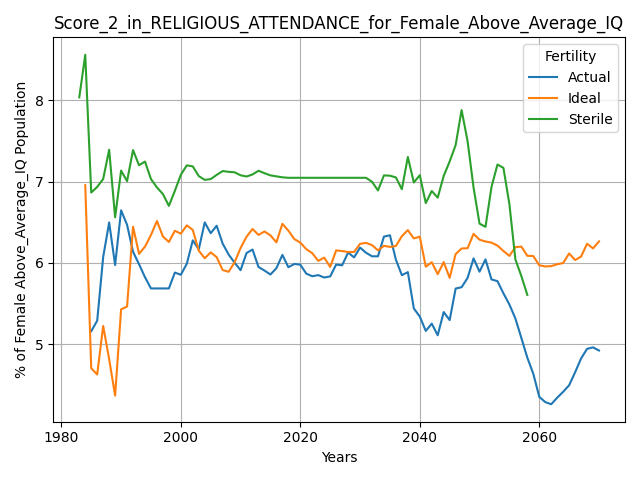 Score_2_in_RELIGIOUS_ATTENDANCE_for_Female_Above_Average_IQ
% of Female Above_Average_IQ Population
8
7
6
5
1980
2000
2020
2040
2060
Years
Fertility
Actual
Ideal
Sterile